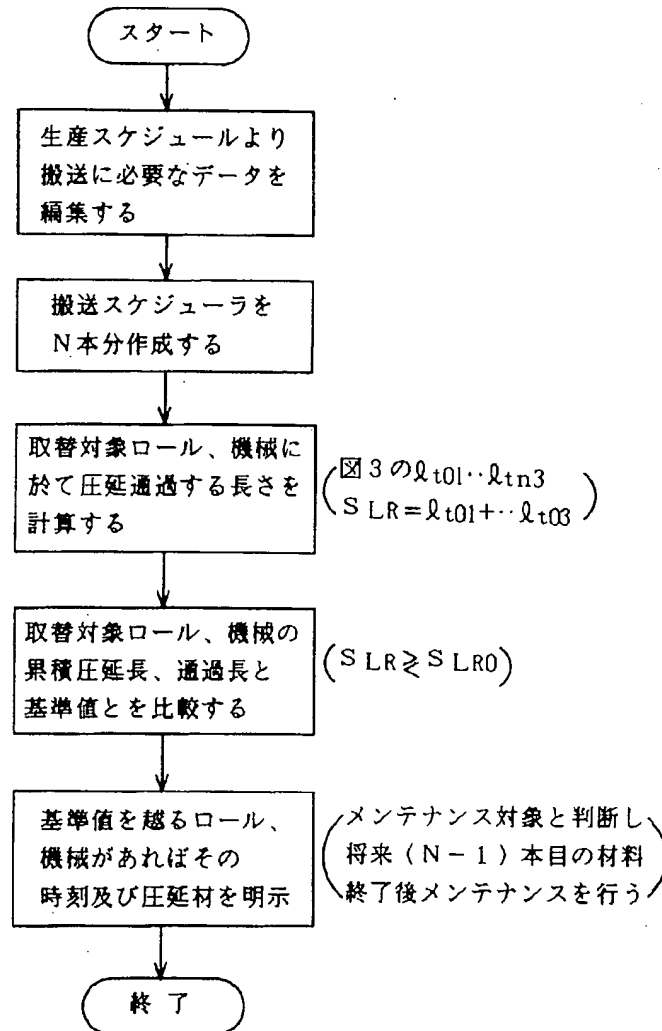 スタート
生産スケジュールより
搬送に必要なデータを
編集する
搬送スケジューラを
N本分作成する
取替対象ロール、機械に
於て圧延通過する長さを
計算する
(図3のℓt01‥ℓtn3
SLR=ℓt01+‥ℓt03)
取替対象ロール、機械の
累積圧延長、通過長と
基準値とを比較する
(SLR≷SLR0)
基準値を越るロール、
機械があればその
時刻及び圧延材を明示
(メンテナンス対象と判断し
将来(N-1)本目の材料
終了後メンテナンスを行う)
終了